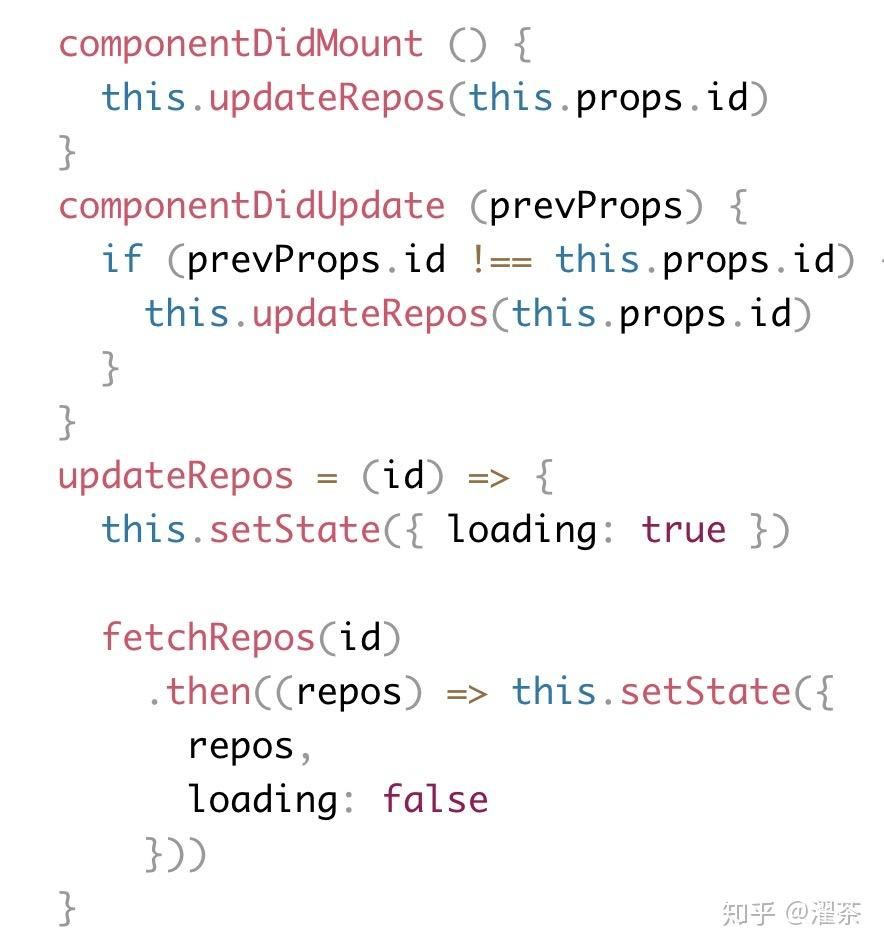 componentDidMount () {
  this.updateRepos(this.props.id)
}
componentDidUpdate (prevProps) {
  if (prevProps.id !== this.props.id) {
    this.updateRepos(this.props.id)
  }
}
updateRepos = (id) => {
  this.setState({ loading: true })

  fetchRepos(id)
    .then((repos) => this.setState({
      repos,
      loading: false
    }))
}
知乎 @濯茶